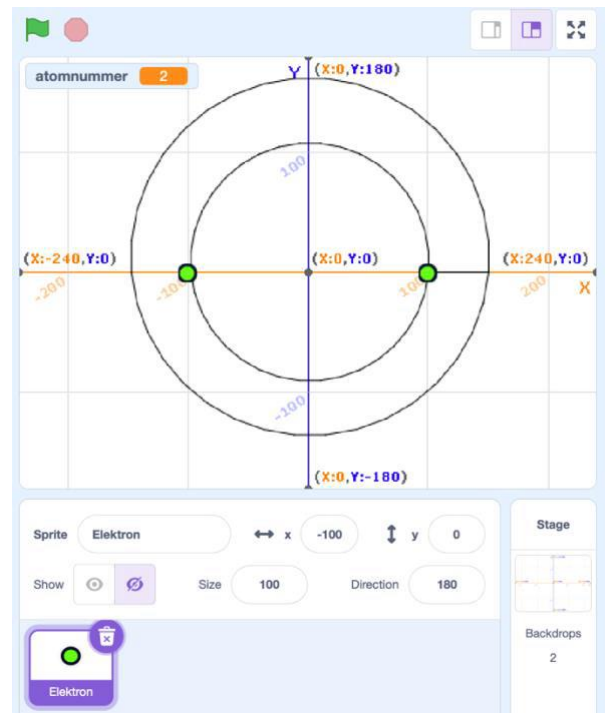 atomnummer 2
Y (X:0,Y:180)
100
(X:-240,Y:0) (X:0,Y:0) (X:240,Y:0)
-200 -100 100 200 X
-100
(X:0,Y:-180)
Sprite Elektron x -100 y 0
Show Size 100 Direction 180
Elektron
Stage
Backdrops
2